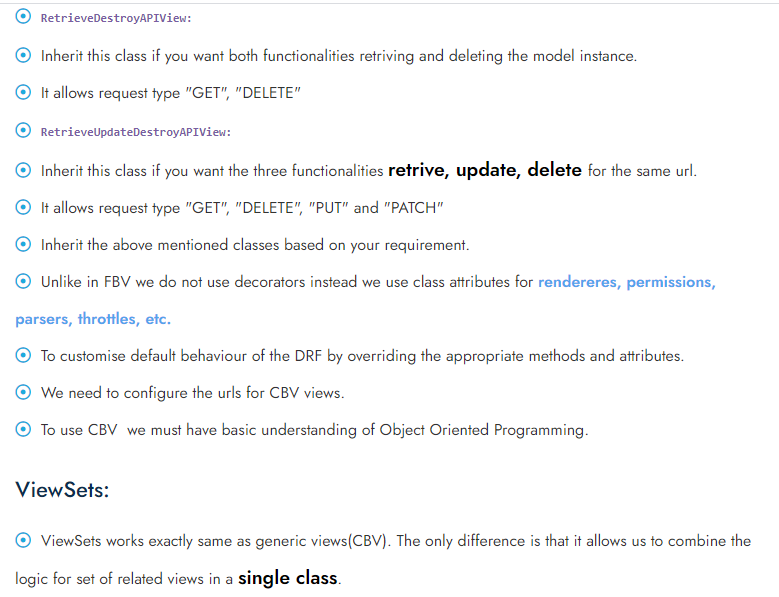 RetrieveDestroyAPIView:
Inherit this class if you want both functionalities retriving and deleting the model instance.
It allows request type "GET", "DELETE"
RetrieveUpdateDestroyAPIView:
Inherit this class if you want the three functionalities retrive, update, delete for the same url.
It allows request type "GET", "DELETE", "PUT" and "PATCH"
Inherit the above mentioned classes based on your requirement.
Unlike in FBV we do not use decorators instead we use class attributes for rendereres, permissions,
parsers, throttles, etc.
To customise default behaviour of the DRF by overriding the appropriate methods and attributes.
We need to configure the urls for CBV views.
To use CBV we must have basic understanding of Object Oriented Programming.
ViewSets:
ViewSets works exactly same as generic views(CBV). The only difference is that it allows us to combine the
logic for set of related views in a single class.